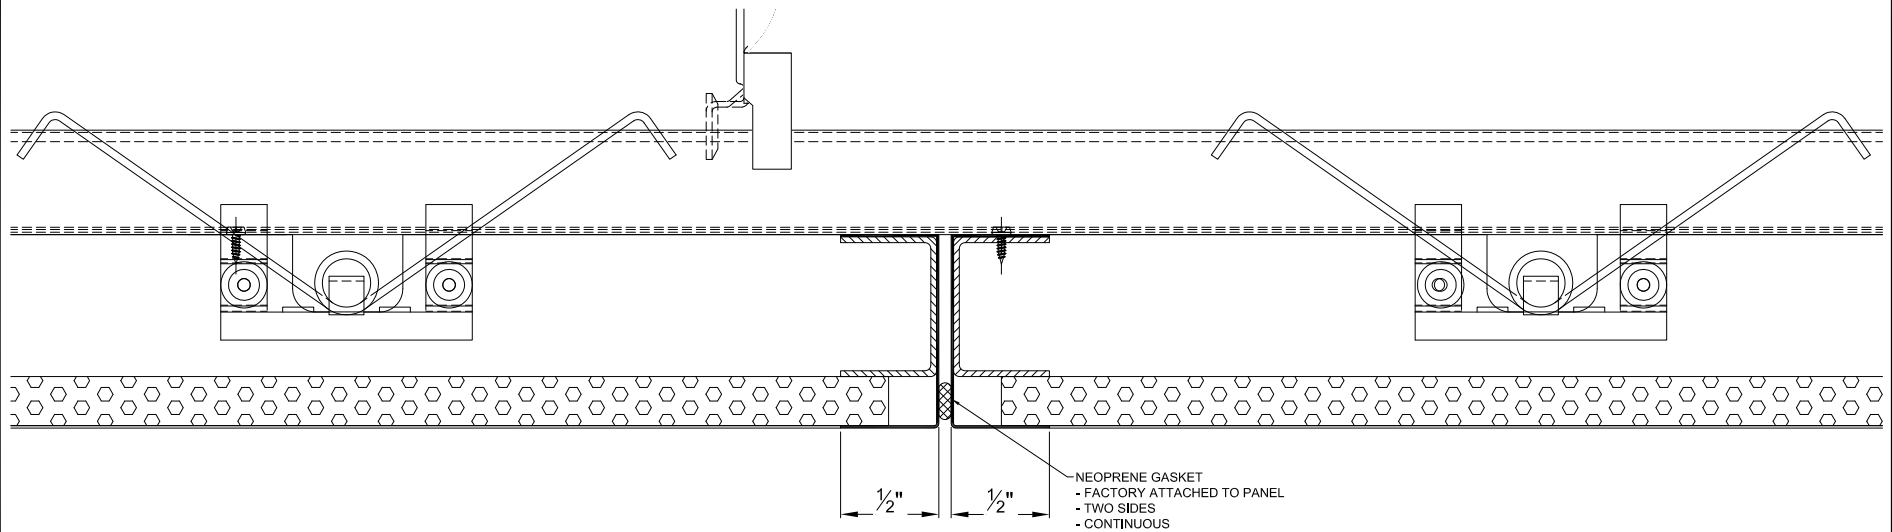 NEOPRENE GASKET
- FACTORY ATTACHED TO PANEL
- TWO SIDES
- CONTINUOUS
½" ½"